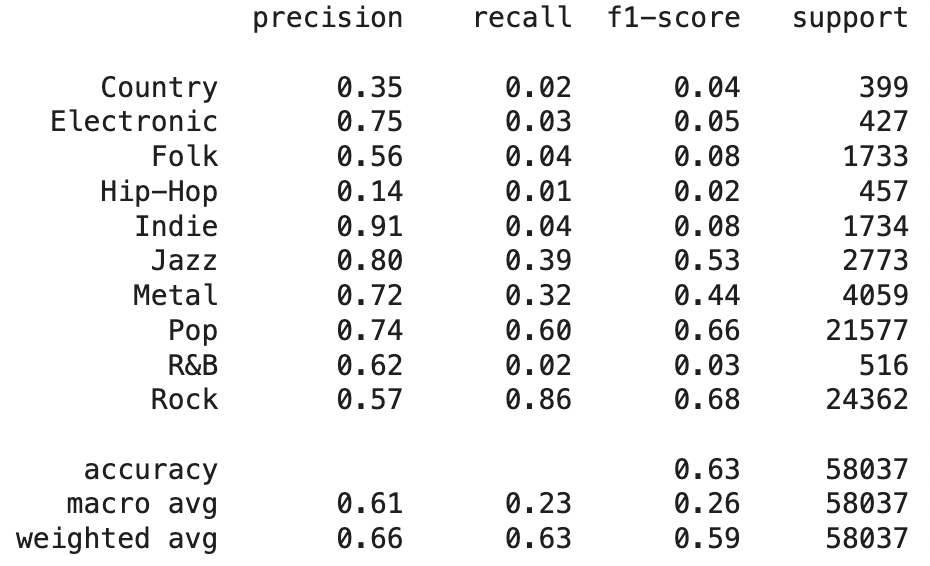 precision recall f1-score support
Country 0.35 0.02 0.04 399
Electronic 0.75 0.03 0.05 427
Folk 0.56 0.04 0.08 1733
Hip-Hop 0.14 0.01 0.02 457
Indie 0.91 0.04 0.08 1734
Jazz 0.80 0.39 0.53 2773
Metal 0.72 0.32 0.44 4059
Pop 0.74 0.60 0.66 21577
R&B 0.62 0.02 0.03 516
Rock 0.57 0.86 0.68 24362
accuracy 0.63 58037
macro avg 0.61 0.23 0.26 58037
weighted avg 0.66 0.63 0.59 58037